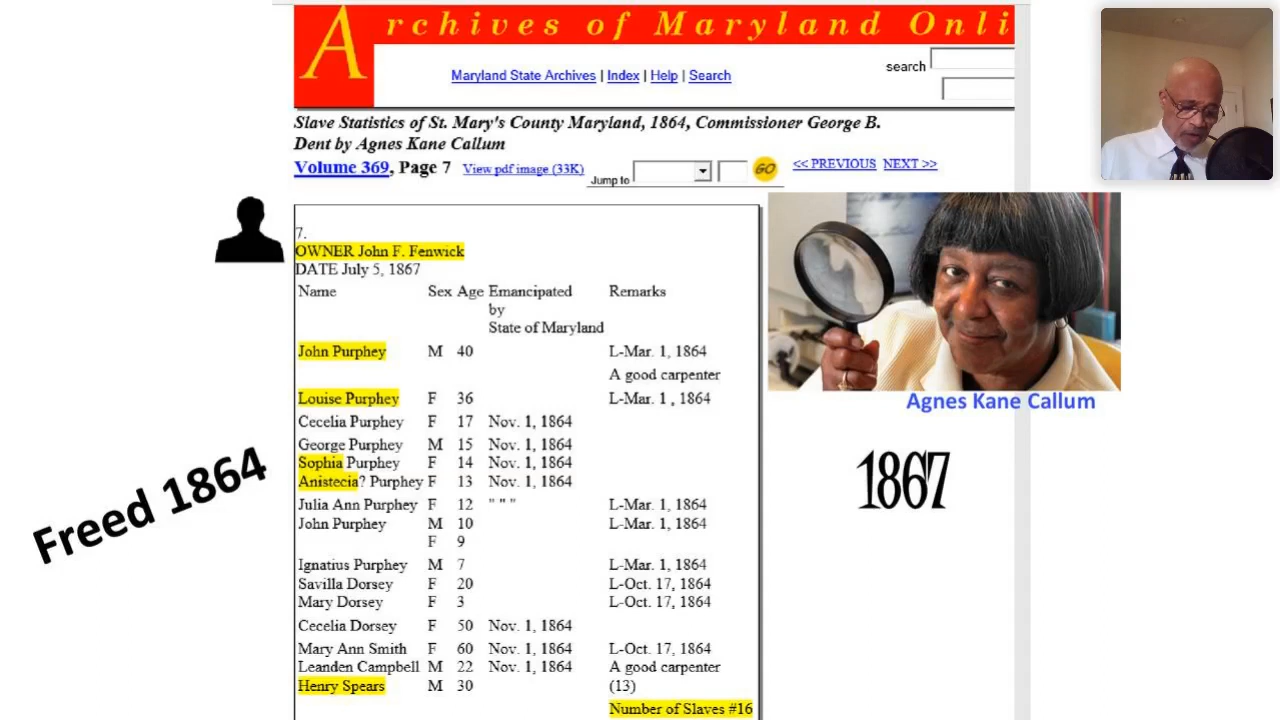 Archives of Maryland Onli
search
Maryland State Archives | Index | Help | Search
Slave Statistics of St. Mary's County Maryland, 1864, Commissioner George B.
Dent by Agnes Kane Callum
Volume 369, Page 7 View pdf image (33K) Jump to GO << PREVIOUS NEXT >>
7.
OWNER John F. Fenwick
DATE July 5, 1867
Name Sex Age Emancipated Remarks
by
State of Maryland
John Purphey M 40 L-Mar. 1, 1864
A good carpenter
Louise Purphey F 36 L-Mar. 1 , 1864
Cecelia Purphey F 17 Nov. 1, 1864
George Purphey M 15 Nov. 1, 1864
Sophia Purphey F 14 Nov. 1, 1864
Anistecia? Purphey F 13 Nov. 1, 1864
Julia Ann Purphey F 12 " " " L-Mar. 1, 1864
John Purphey M 10 L-Mar. 1, 1864
F 9
Ignatius Purphey M 7 L-Mar. 1, 1864
Savilla Dorsey F 20 L-Oct. 17, 1864
Mary Dorsey F 3 L-Oct. 17, 1864
Cecelia Dorsey F 50 Nov. 1, 1864
Mary Ann Smith F 60 Nov. 1, 1864 L-Oct. 17, 1864
Leanden Campbell M 22 Nov. 1, 1864 A good carpenter
Henry Spears M 30 (13)
Number of Slaves #16
Freed 1864
Agnes Kane Callum
1867